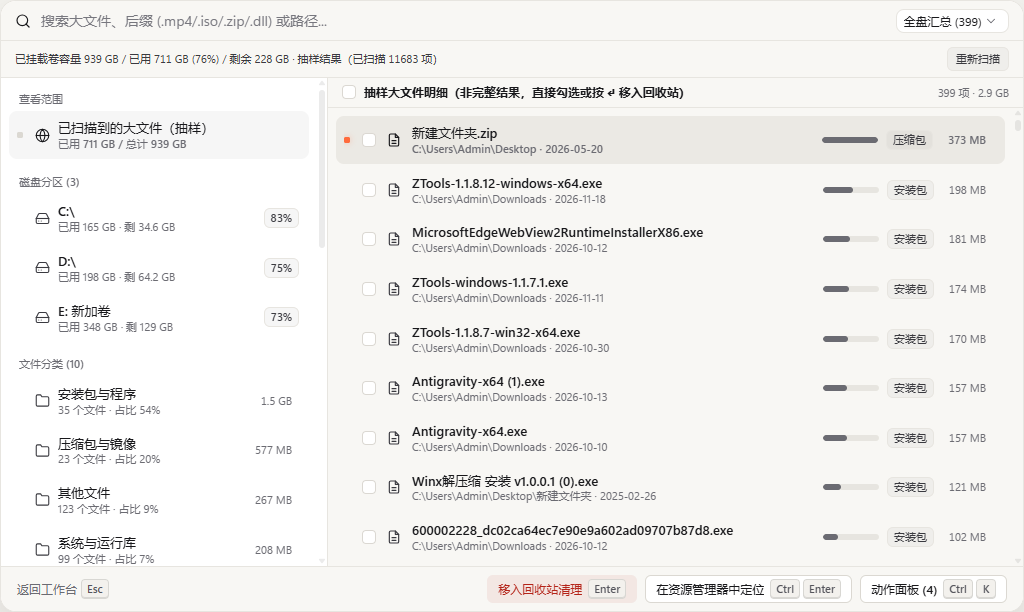 搜索大文件、后缀 (.mp4/.iso/.zip/.dll) 或路径...
全盘汇总 (399)
已挂载卷容量 939 GB / 已用 711 GB (76%) / 剩余 228 GB · 抽样结果（已扫描 11683 项）
重新扫描
查看范围
已扫描到的大文件（抽样）
已用 711 GB / 总计 939 GB
磁盘分区 (3)
C:\
已用 165 GB · 剩 34.6 GB
83%
D:\
已用 198 GB · 剩 64.2 GB
75%
E: 新加卷
已用 348 GB · 剩 129 GB
73%
文件分类 (10)
安装包与程序
35 个文件 · 占比 54%
1.5 GB
压缩包与镜像
23 个文件 · 占比 20%
577 MB
其他文件
123 个文件 · 占比 9%
267 MB
系统与运行库
99 个文件 · 占比 7%
208 MB
抽样大文件明细（非完整结果，直接勾选或按 ↵ 移入回收站）
399 项 · 2.9 GB
新建文件夹.zip
C:\Users\Admin\Desktop · 2026-05-20
压缩包
373 MB
ZTools-1.1.8.12-windows-x64.exe
C:\Users\Admin\Downloads · 2026-11-18
安装包
198 MB
MicrosoftEdgeWebView2RuntimeInstallerX86.exe
C:\Users\Admin\Downloads · 2026-10-12
安装包
181 MB
ZTools-windows-1.1.7.1.exe
C:\Users\Admin\Downloads · 2026-11-11
安装包
174 MB
ZTools-1.1.8.7-win32-x64.exe
C:\Users\Admin\Downloads · 2026-10-30
安装包
170 MB
Antigravity-x64 (1).exe
C:\Users\Admin\Downloads · 2026-10-13
安装包
157 MB
Antigravity-x64.exe
C:\Users\Admin\Downloads · 2026-10-10
安装包
157 MB
Winx解压缩 安装 v1.0.0.1 (0).exe
C:\Users\Admin\Desktop\新建文件夹 · 2025-02-26
安装包
121 MB
600002228_dc02ca64ec7e90e9a602ad09707b87d8.exe
C:\Users\Admin\Downloads · 2026-10-12
安装包
102 MB
返回工作台 Esc
移入回收站清理 Enter
在资源管理器中定位 Ctrl Enter
动作面板 (4) Ctrl K